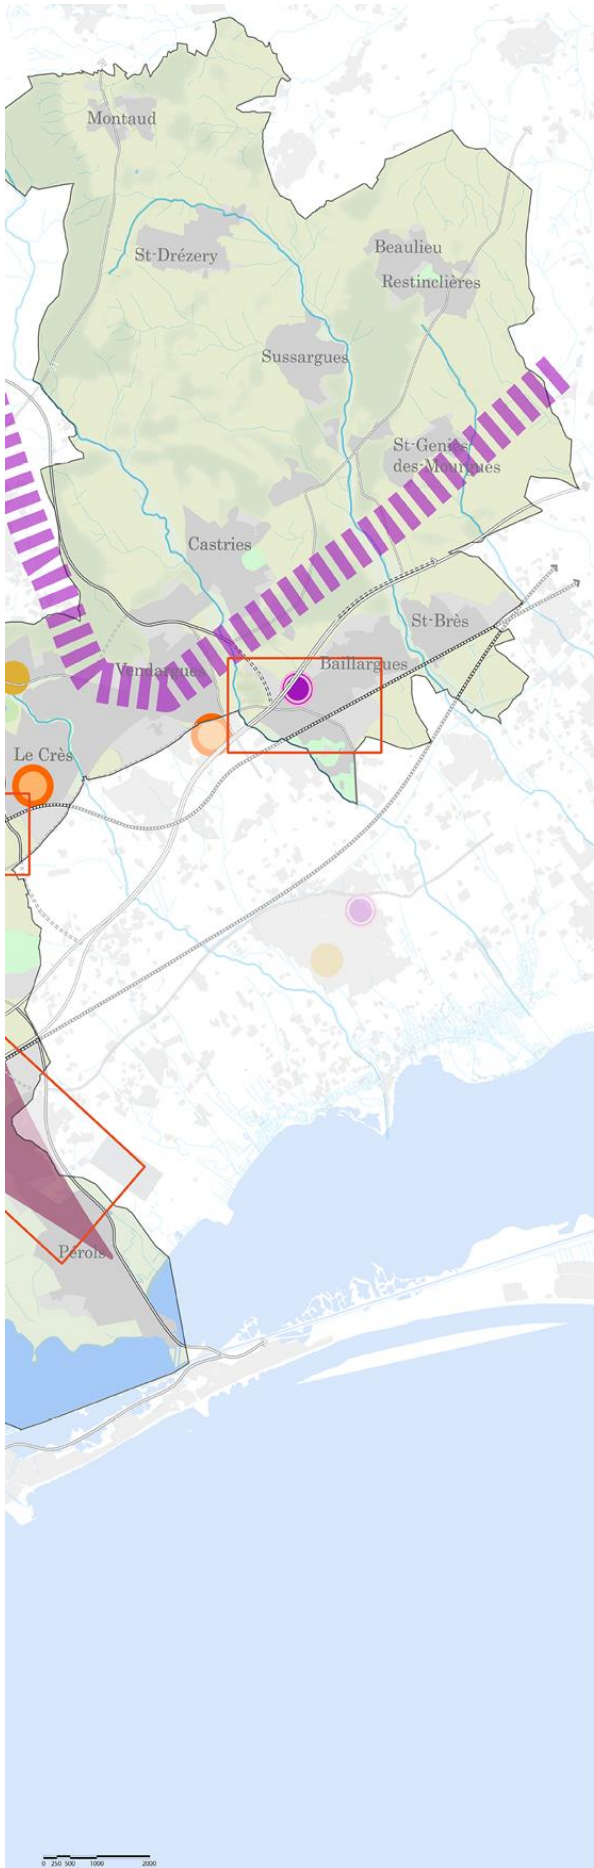 Montaud
St-Drézery
Beaulieu
Restinclières
Sussargues
St-Geniès-
des-Mourgues
Castries
St-Brès
Baillargues
Vendargues
Le Crès
Pérols
0 250 500 1000 2000